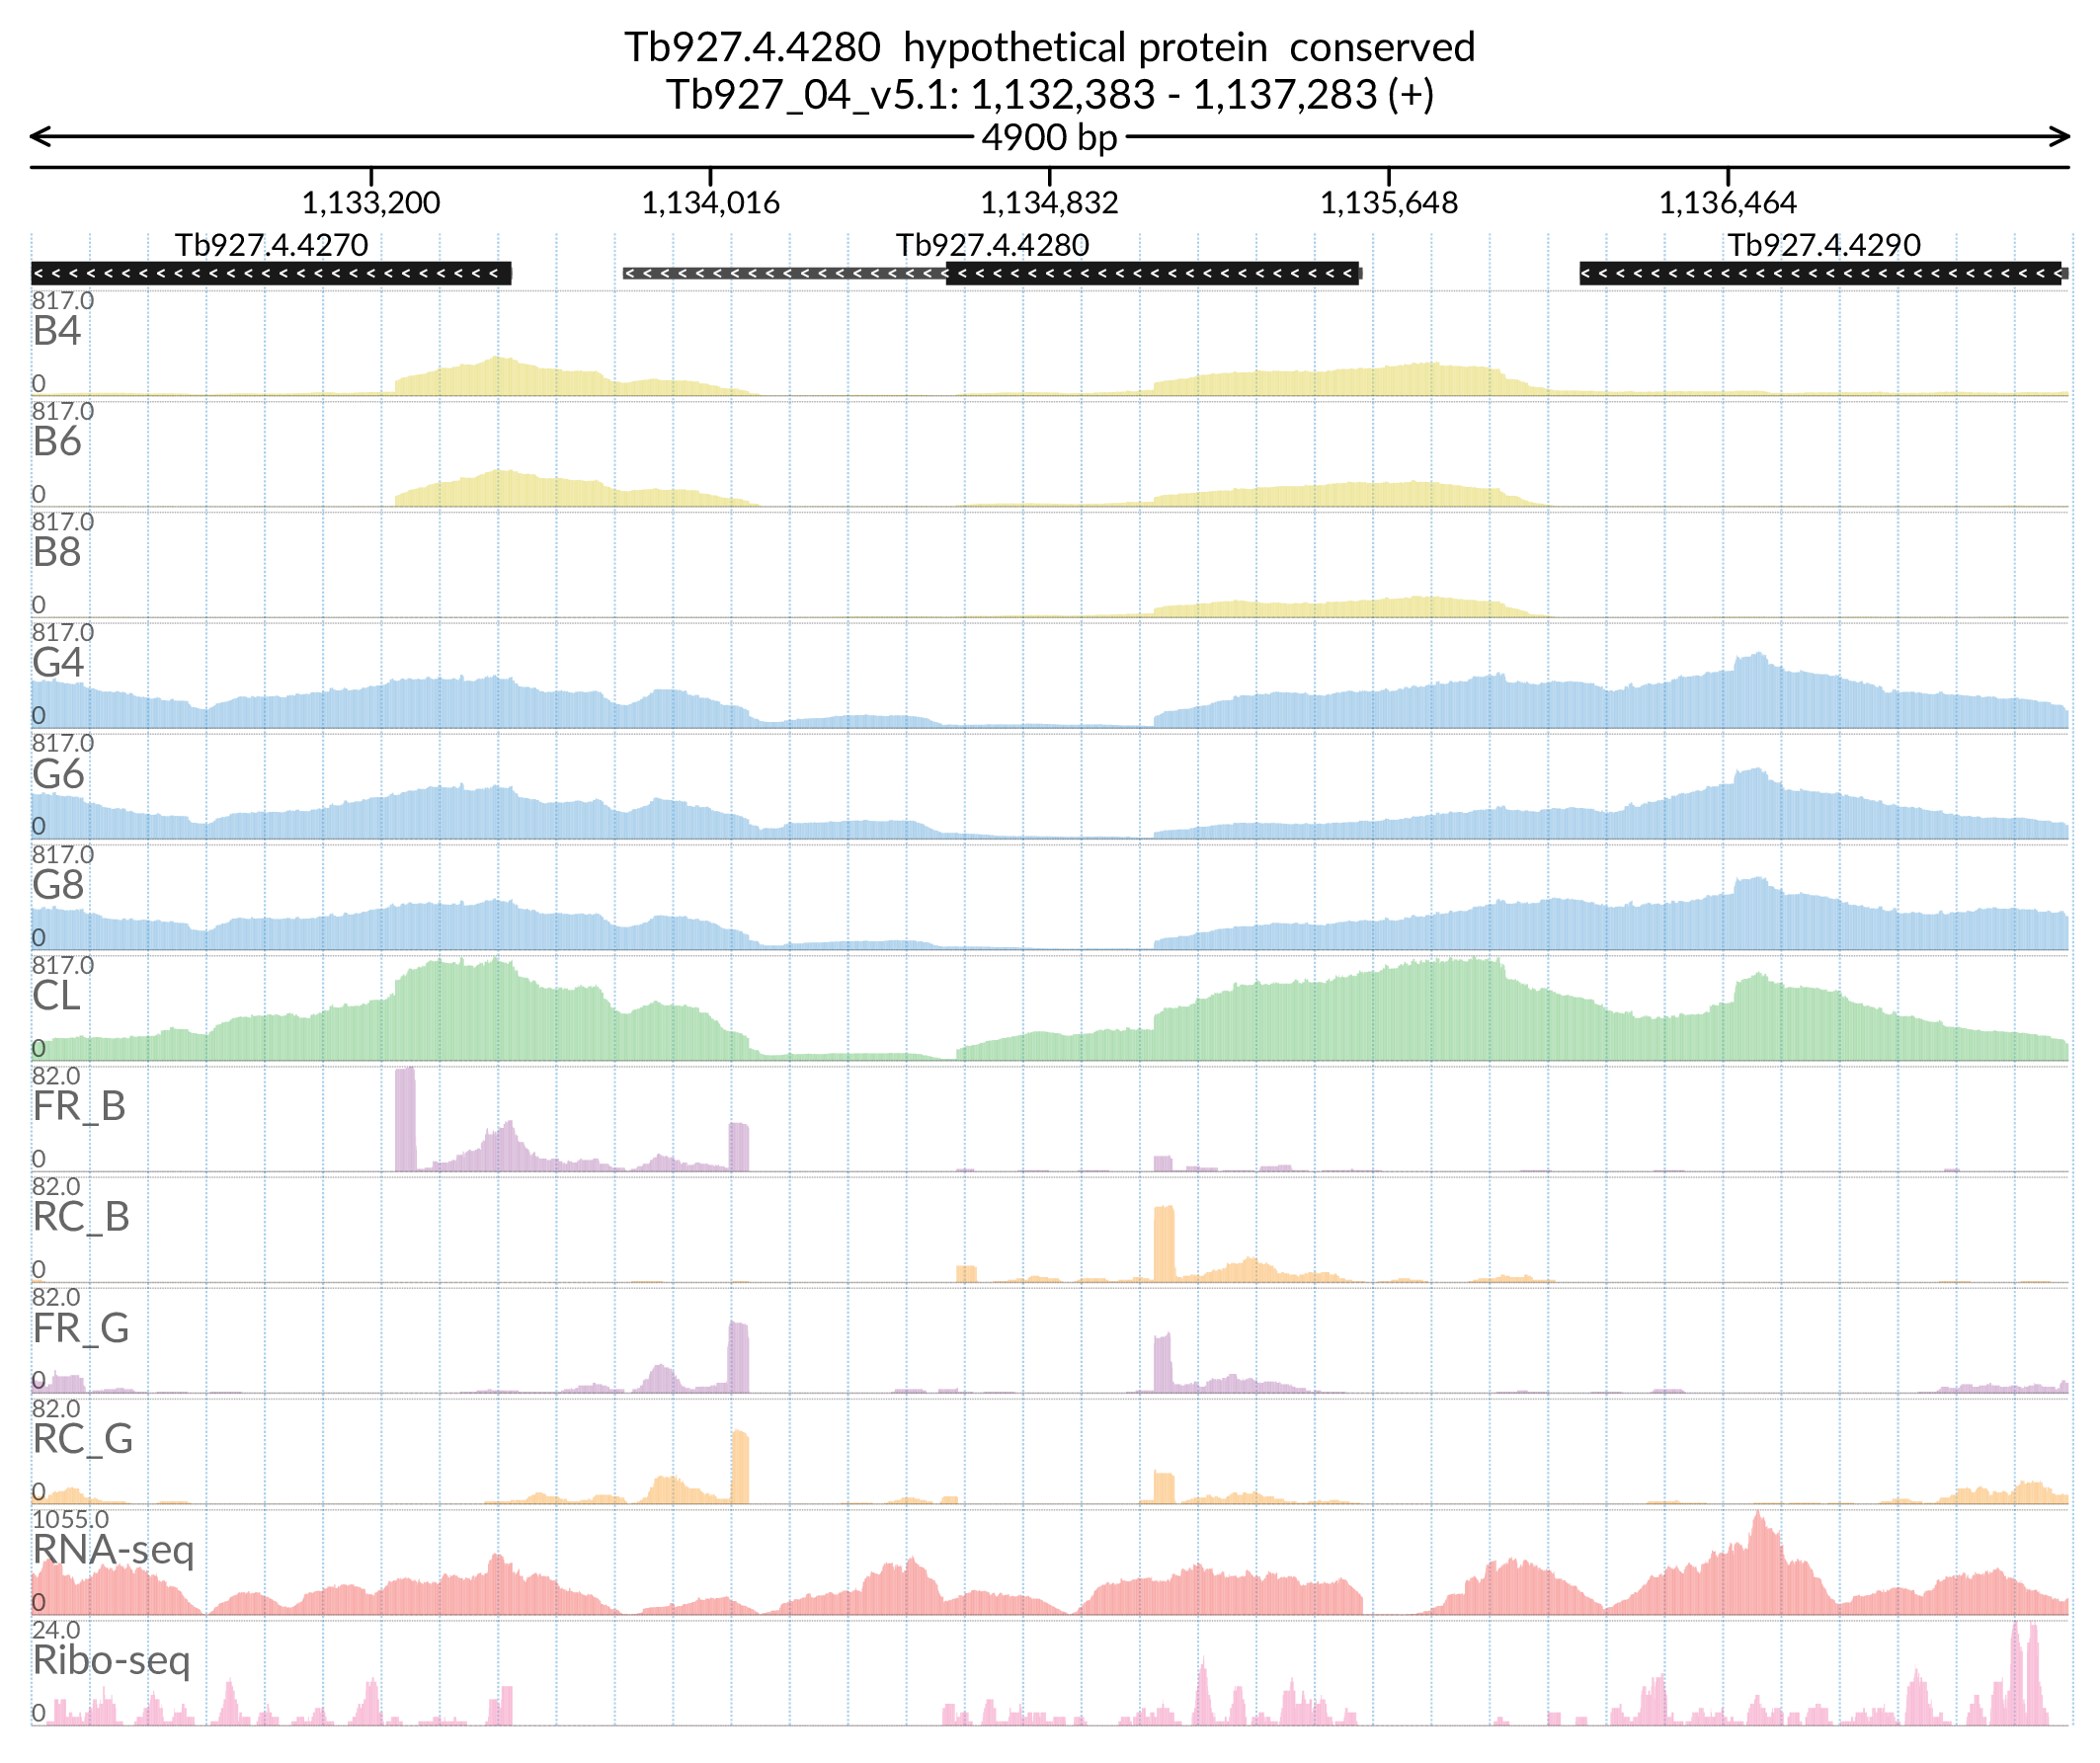 Tb927.4.4280 hypothetical protein conserved
Tb927_04_v5.1: 1,132,383 - 1,137,283 (+)
4900 bp
1,133,200 1,134,016 1,134,832 1,135,648 1,136,464
Tb927.4.4270 Tb927.4.4280 Tb927.4.4290
817.0
B4
0
817.0
B6
0
817.0
B8
0
817.0
G4
0
817.0
G6
0
817.0
G8
0
817.0
CL
0
82.0
FR_B
0
82.0
RC_B
0
82.0
FR_G
0
82.0
RC_G
0
1055.0
RNA-seq
0
24.0
Ribo-seq
0